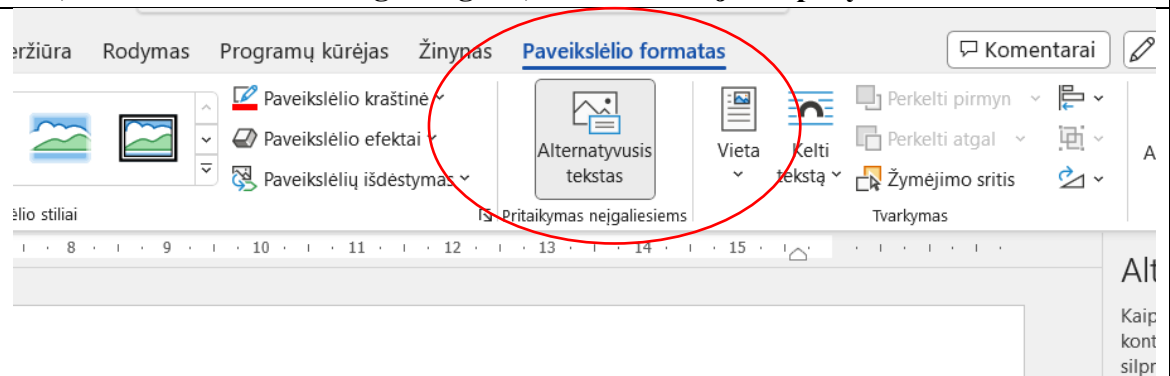 eržiūra Rodymas Programų kūrėjas Žinynas Paveikslėlio formatas Komentarai
Paveikslėlio kraštinė
Paveikslėlio efektai
Paveikslėlių išdėstymas
ėlio stiliai
Alternatyvusis
tekstas
Pritaikymas neįgaliesiems
Vieta
Kelti
tekstą
Perkelti pirmyn
Perkelti atgal
Žymėjimo sritis
Tvarkymas
A
8 9 10 11 12 13 14 15
Alt
Kaip
kont
silpr